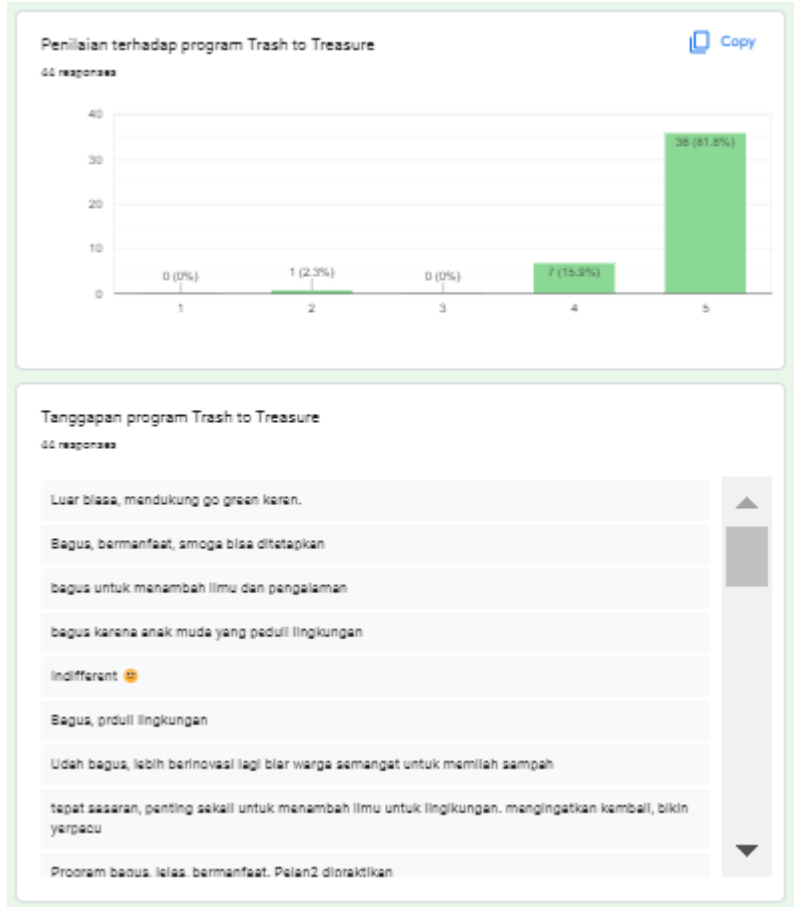 Penilaian terhadap program Trash to Treasure
Copy
44 responses
40
30
20
10
0
0 (0%)
1 (2.3%)
0 (0%)
7 (15.9%)
36 (81.8%)
1
2
3
4
5
Tanggapan program Trash to Treasure
44 responses
Luar biasa, mendukung go green keren.
Bagus, bermanfaat, smoga bisa ditetapkan
bagus untuk menambah ilmu dan pengalaman
bagus karena anak muda yang peduli lingkungan
Indifferent 😐
Bagus, prduli lingkungan
Udah bagus, lebih berinovasi lagi biar warga semangat untuk memilah sampah
tepat sasaran, penting sekali untuk menambah ilmu untuk linglkungan. mengingatkan kembali, bikin
yerpacu
Program bagus, jelas, bermanfaat. Pelan2 dipraktikan